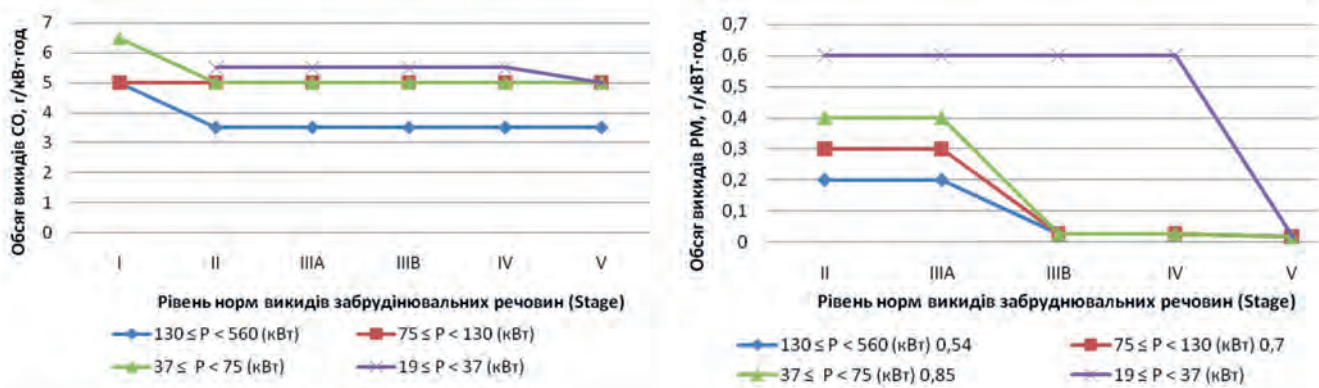 Обсяг викидів CO, г/кВт·год
7
6
5
4
3
2
1
0
I II IIIA IIIB IV V
Рівень норм викидів забрудінювальних речовин (Stage)
130 ≤ P < 560 (кВт) 75 ≤ P < 130 (кВт)
37 ≤ P < 75 (кВт) 19 ≤ P < 37 (кВт)
Обсяг викидів PM, г/кВТ·год
0,7
0,6
0,5
0,4
0,3
0,2
0,1
0
II IIIA IIIB IV V
Рівень норм викидів забруднювальних речовин (Stage)
130 ≤ P < 560 (кВт) 0,54 75 ≤ P < 130 (кВт) 0,7
37 ≤ P < 75 (кВт) 0,85 19 ≤ P < 37 (кВт)